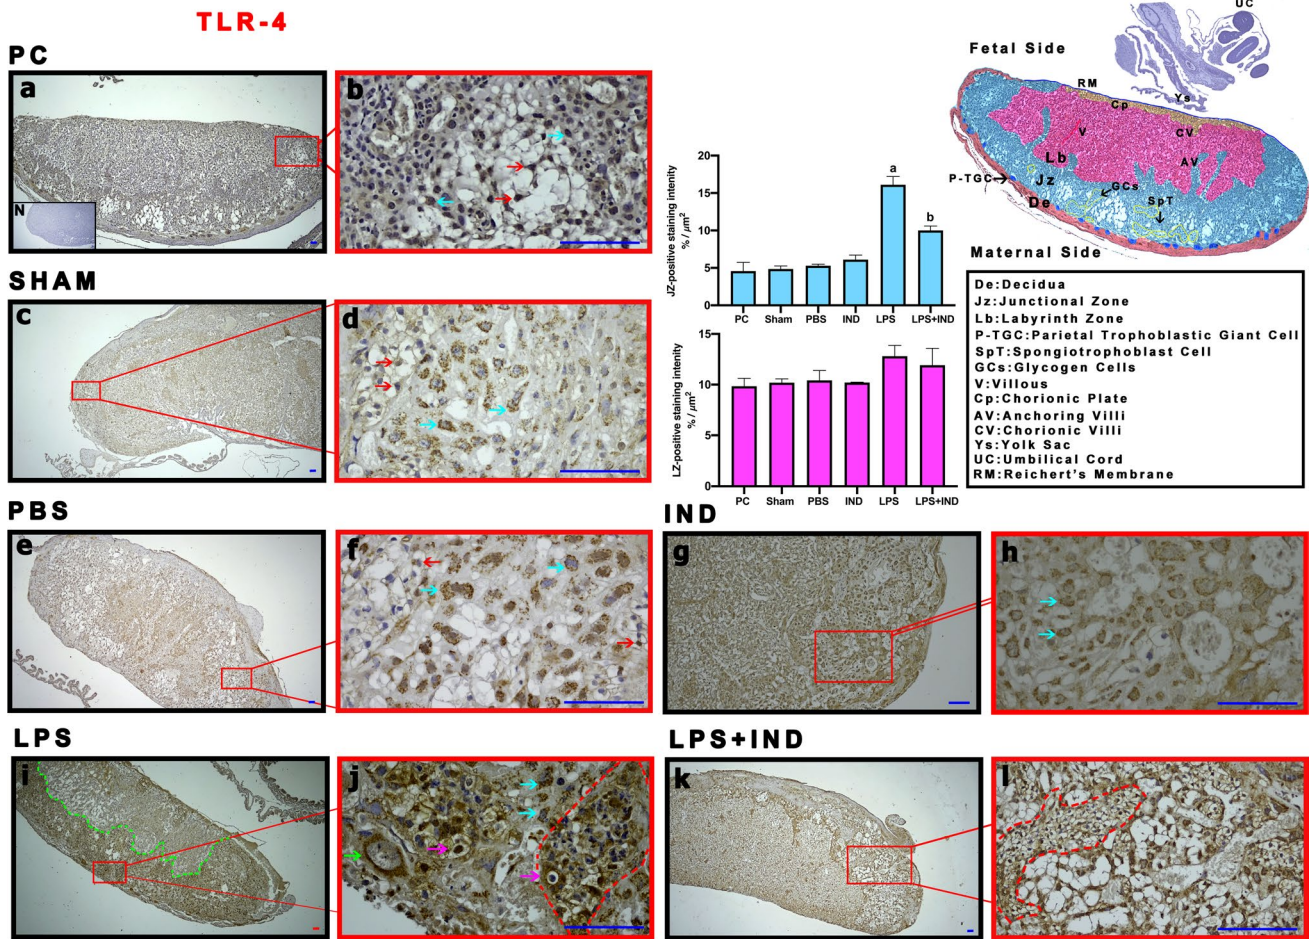 TLR-4
PC
a
N
b
SHAM
c
d
PBS
e
f
IND
g
h
LPS
i
j
LPS+IND
k
l
JZ-positive staining intenity
% / µm²
20
15
10
5
0
a
b
PC Sham PBS IND LPS LPS+IND
LZ-positive staining intenity
% / µm²
15
10
5
0
PC Sham PBS IND LPS LPS+IND
UC
Fetal Side
RM
Cp
Ys
V
CV
Lb
AV
P-TGC
Jz
GCs
De
SpT
Maternal Side
De:Decidua
Jz:Junctional Zone
Lb:Labyrinth Zone
P-TGC:Parietal Trophoblastic Giant Cell
SpT:Spongiotrophoblast Cell
GCs:Glycogen Cells
V:Villous
Cp:Chorionic Plate
AV:Anchoring Villi
CV:Chorionic Villi
Ys:Yolk Sac
UC:Umbilical Cord
RM:Reichert's Membrane